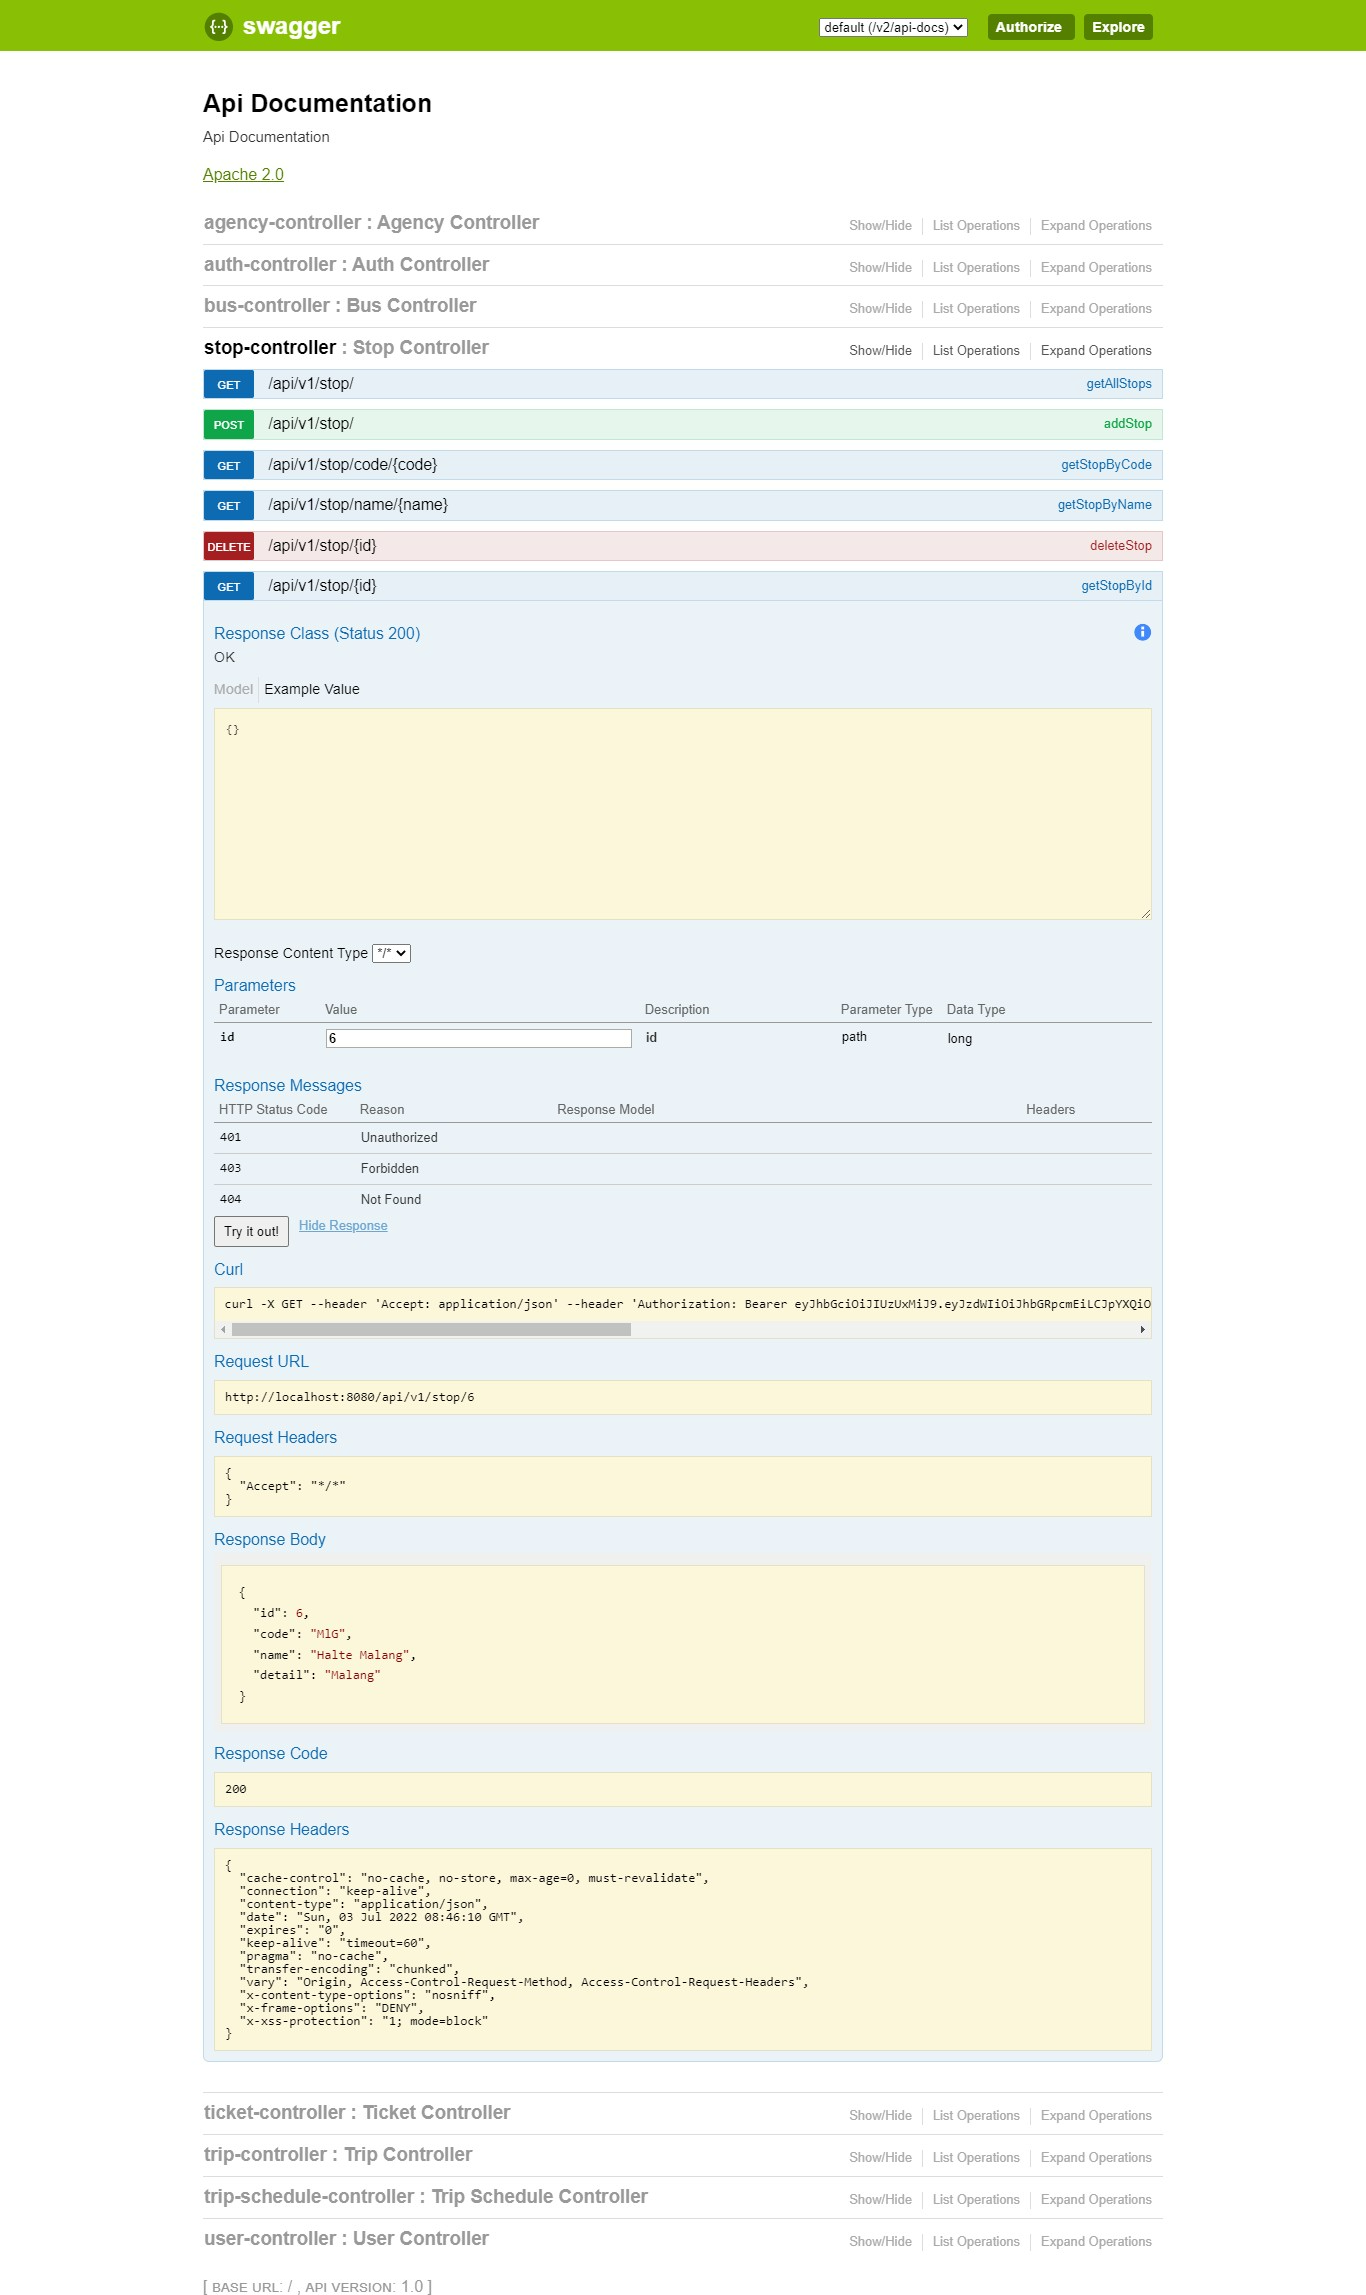 swagger
default (/v2/api-docs)
Authorize
Explore
Api Documentation
Api Documentation
Apache 2.0
agency-controller : Agency Controller Show/Hide List Operations Expand Operations
auth-controller : Auth Controller Show/Hide List Operations Expand Operations
bus-controller : Bus Controller Show/Hide List Operations Expand Operations
stop-controller : Stop Controller Show/Hide List Operations Expand Operations
GET /api/v1/stop/ getAllStops
POST /api/v1/stop/ addStop
GET /api/v1/stop/code/{code} getStopByCode
GET /api/v1/stop/name/{name} getStopByName
DELETE /api/v1/stop/{id} deleteStop
GET /api/v1/stop/{id} getStopById
Response Class (Status 200)
OK
Model Example Value
{}
Response Content Type */*
Parameters
Parameter Value Description Parameter Type Data Type
id 6 id path long
Response Messages
HTTP Status Code Reason Response Model Headers
401 Unauthorized
403 Forbidden
404 Not Found
Try it out! Hide Response
Curl
curl -X GET --header 'Accept: application/json' --header 'Authorization: Bearer eyJhbGciOiJIUzUxMiJ9.eyJzdWIiOiJhbGRpcmEiLCJpYXQiO
Request URL
http://localhost:8080/api/v1/stop/6
Request Headers
{
"Accept": "*/*"
}
Response Body
{
"id": 6,
"code": "MlG",
"name": "Halte Malang",
"detail": "Malang"
}
Response Code
200
Response Headers
{
"cache-control": "no-cache, no-store, max-age=0, must-revalidate",
"connection": "keep-alive",
"content-type": "application/json",
"date": "Sun, 03 Jul 2022 08:46:10 GMT",
"expires": "0",
"keep-alive": "timeout=60",
"pragma": "no-cache",
"transfer-encoding": "chunked",
"vary": "Origin, Access-Control-Request-Method, Access-Control-Request-Headers",
"x-content-type-options": "nosniff",
"x-frame-options": "DENY",
"x-xss-protection": "1; mode=block"
}
ticket-controller : Ticket Controller Show/Hide List Operations Expand Operations
trip-controller : Trip Controller Show/Hide List Operations Expand Operations
trip-schedule-controller : Trip Schedule Controller Show/Hide List Operations Expand Operations
user-controller : User Controller Show/Hide List Operations Expand Operations
[ BASE URL: / , API VERSION: 1.0 ]